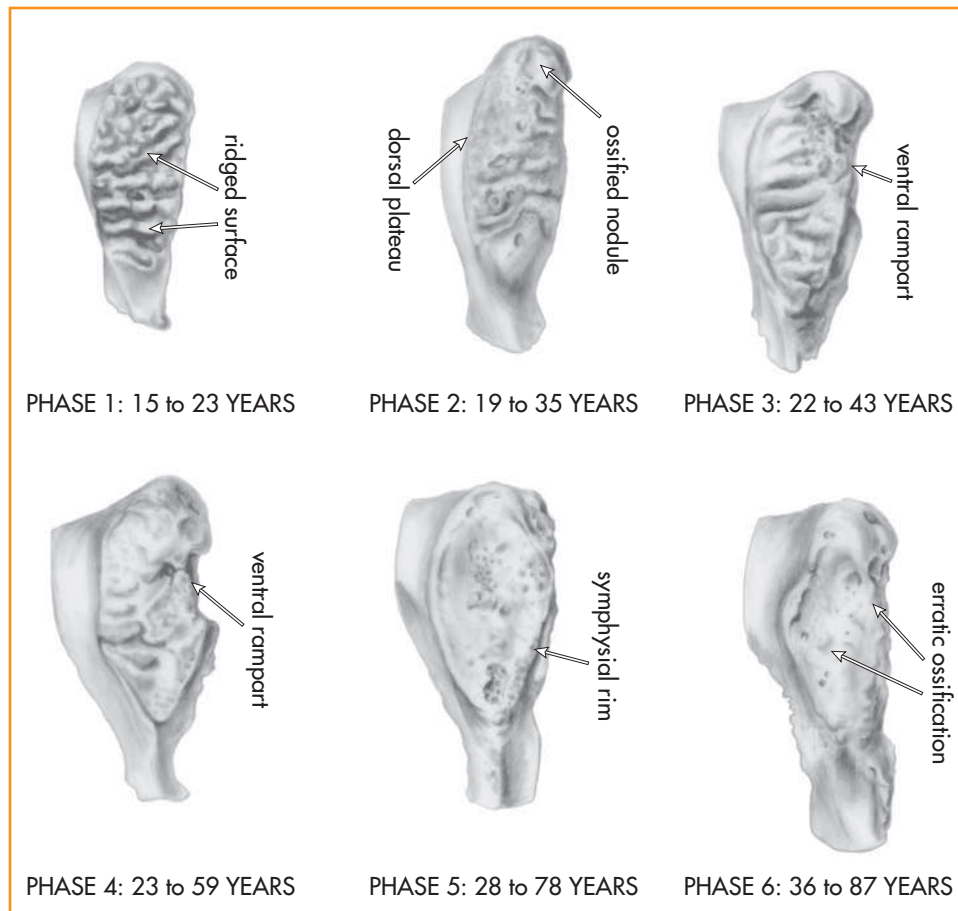 ridged surface
dorsal plateau
ossified nodule
ventral rampart
PHASE 1: 15 to 23 YEARS
PHASE 2: 19 to 35 YEARS
PHASE 3: 22 to 43 YEARS
ventral rampart
symphysial rim
erratic ossification
PHASE 4: 23 to 59 YEARS
PHASE 5: 28 to 78 YEARS
PHASE 6: 36 to 87 YEARS